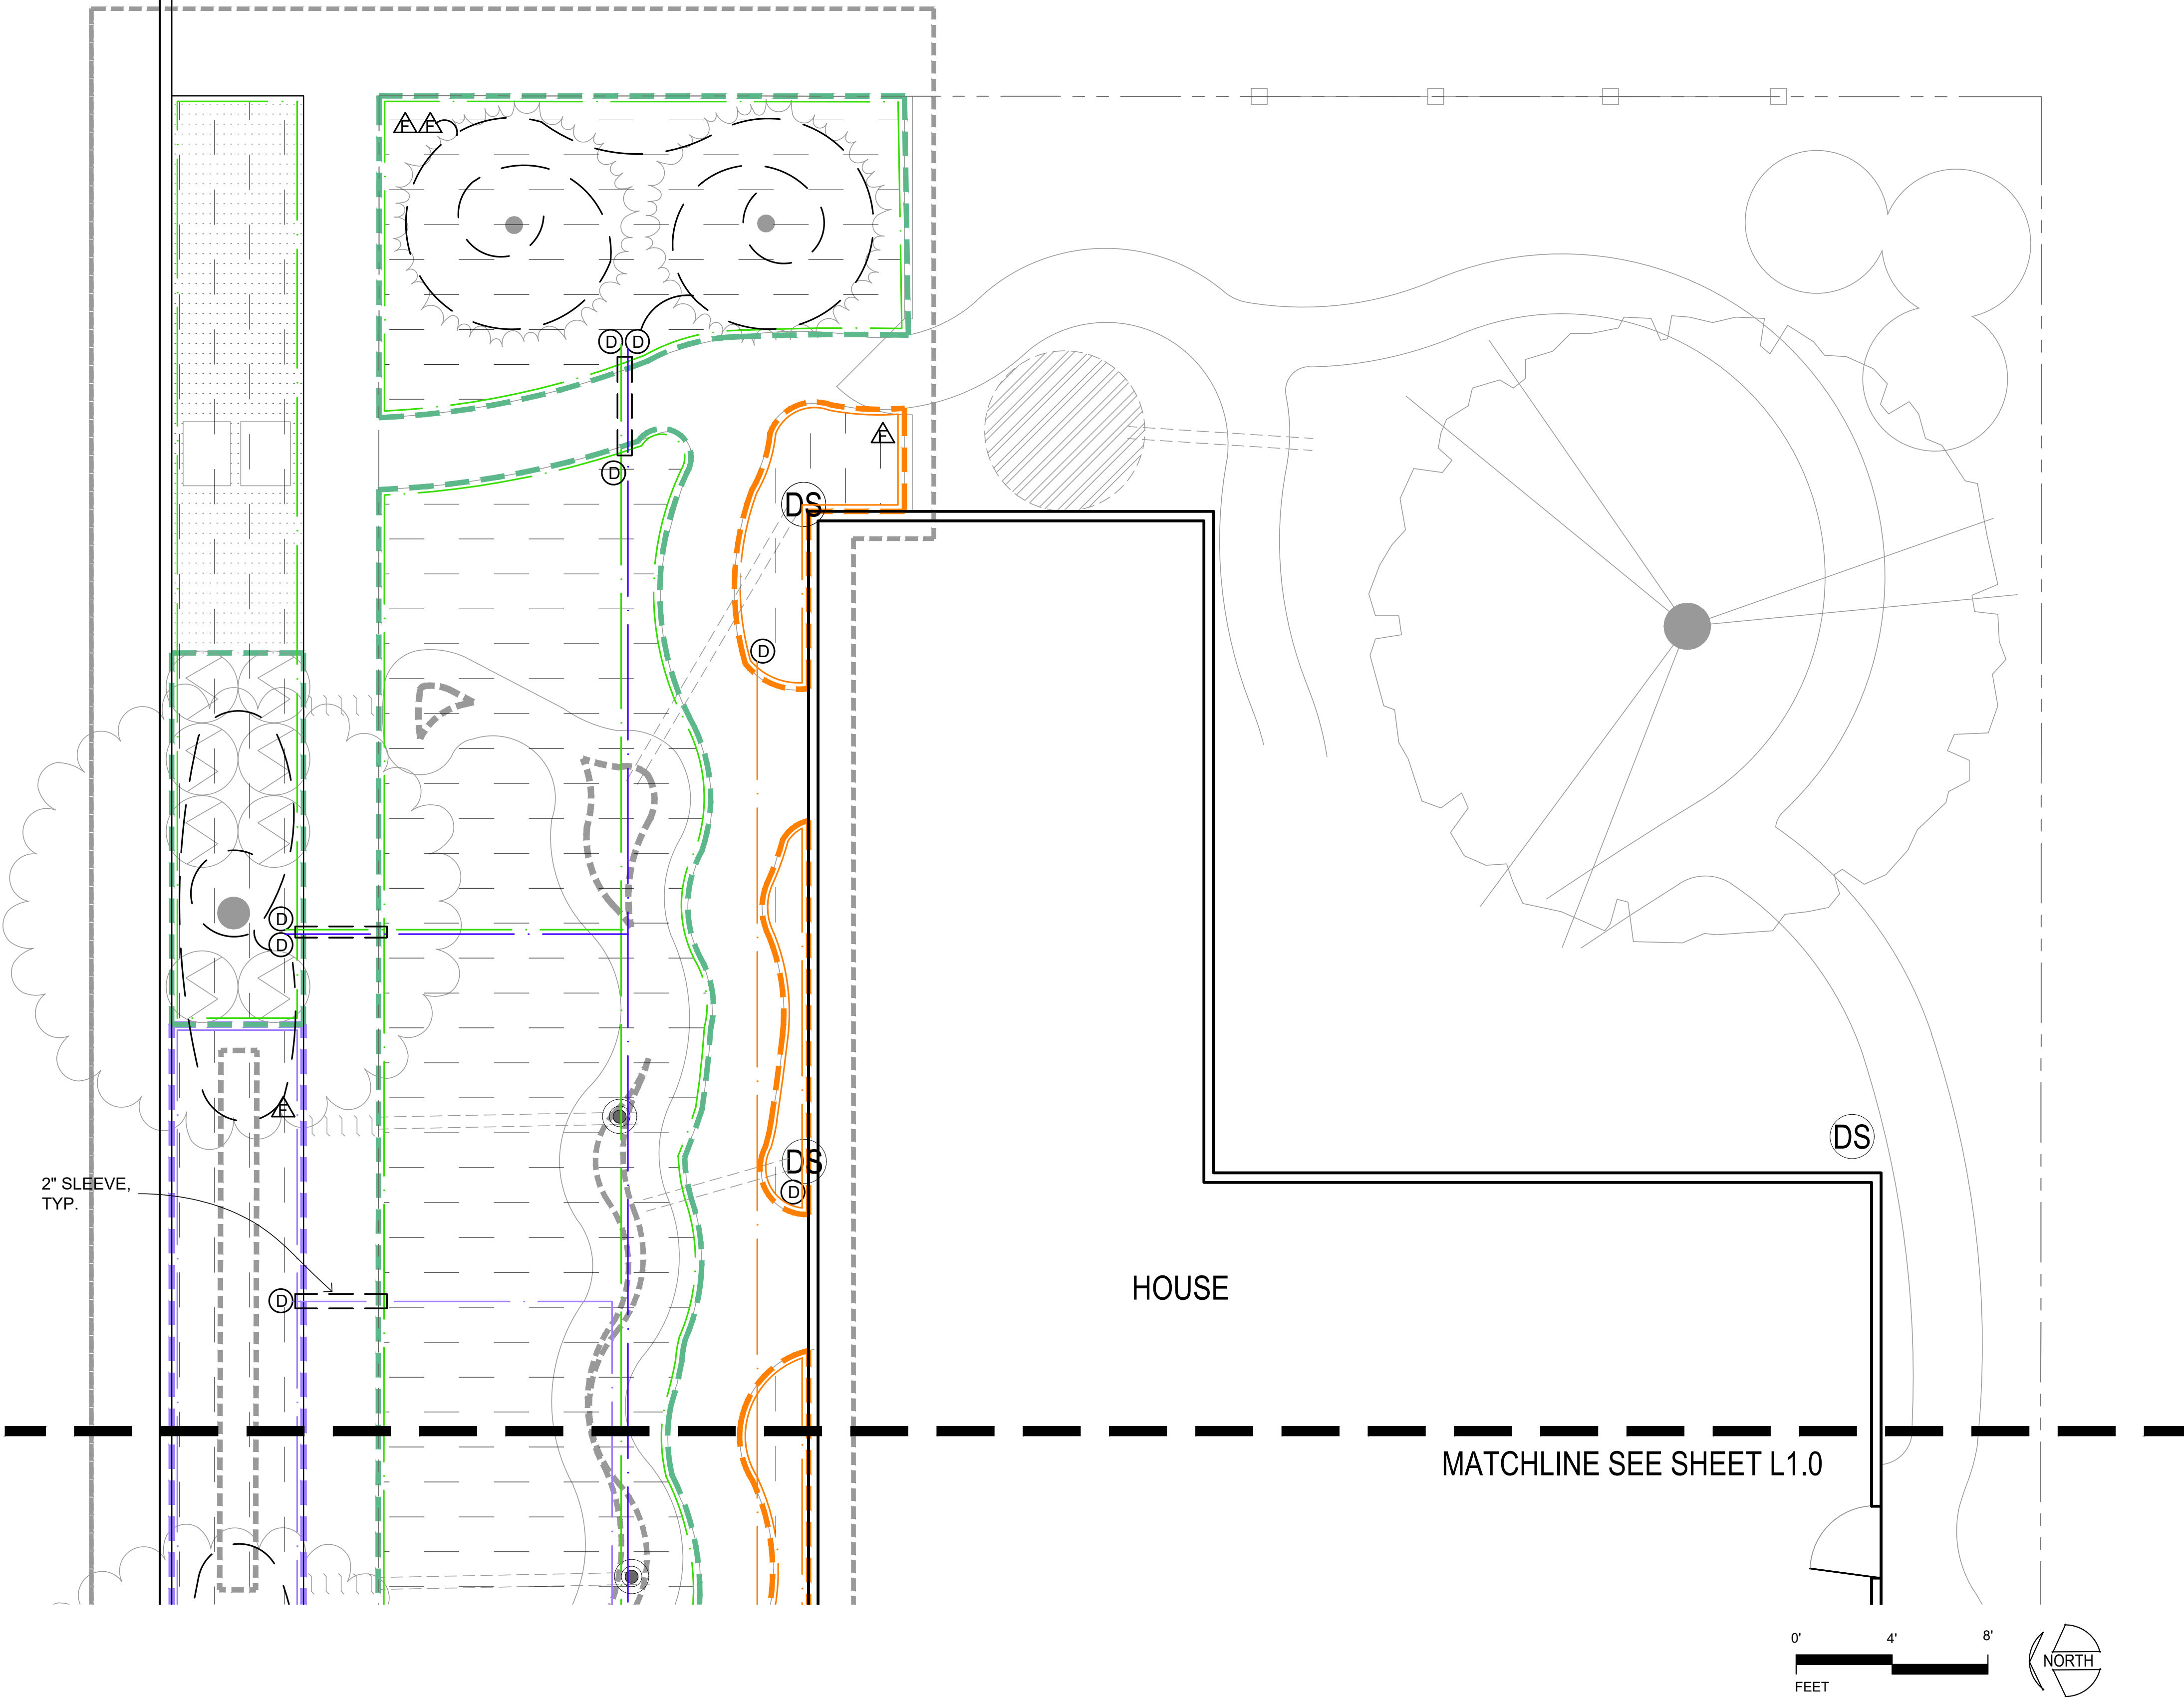 F F
D D
F
D
DS
D
D
D
F
DS
DS
2" SLEEVE,
TYP.
D
D
HOUSE
MATCHLINE SEE SHEET L1.0
0' 4' 8'
NORTH
FEET